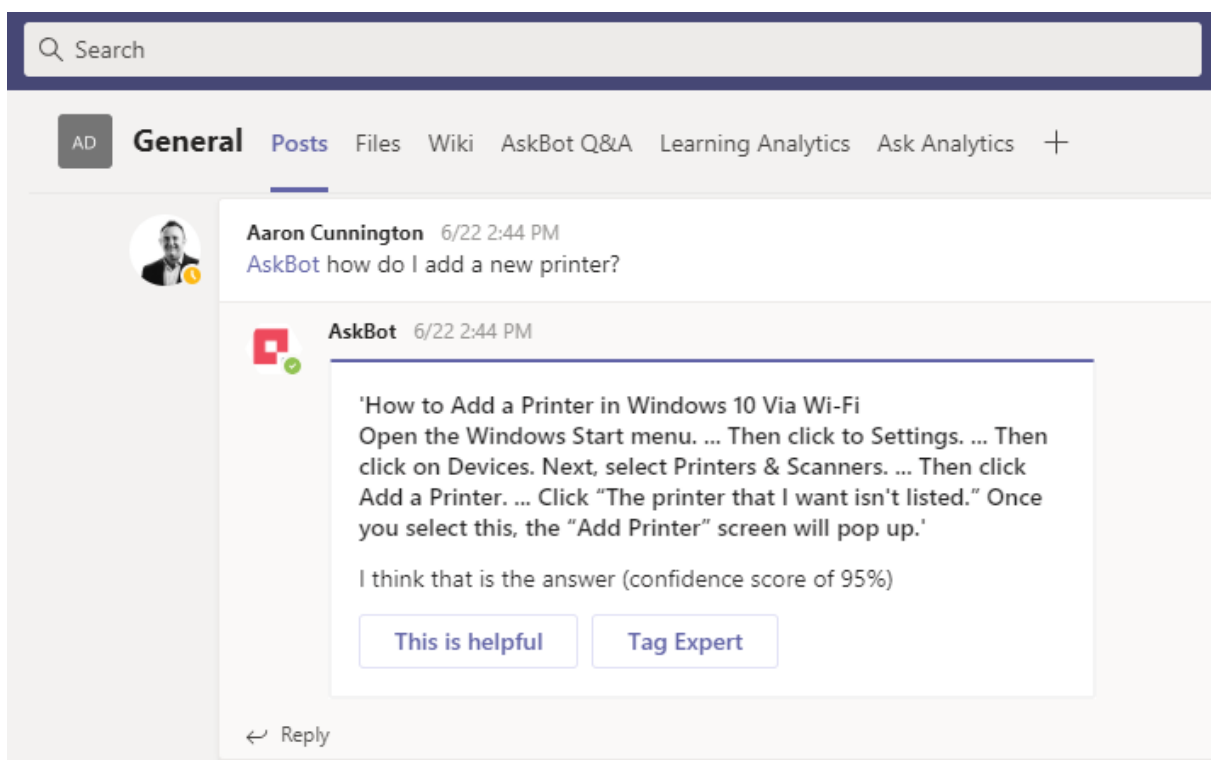 Search
AD General Posts Files Wiki AskBot Q&A Learning Analytics Ask Analytics
Aaron Cunnington 6/22 2:44 PM
AskBot how do I add a new printer?
AskBot 6/22 2:44 PM
'How to Add a Printer in Windows 10 Via Wi-Fi
Open the Windows Start menu. ... Then click to Settings. ... Then
click on Devices. Next, select Printers & Scanners. ... Then click
Add a Printer. ... Click “The printer that I want isn't listed.” Once
you select this, the “Add Printer” screen will pop up.'
I think that is the answer (confidence score of 95%)
This is helpful Tag Expert
Reply